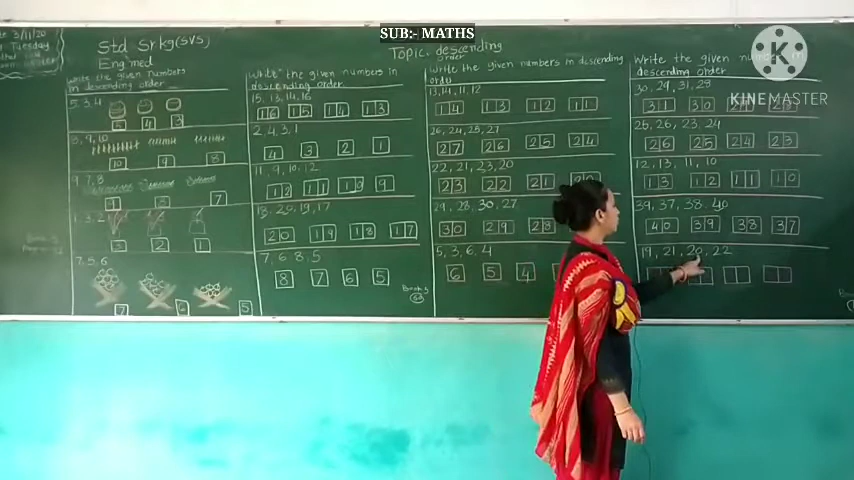 SUB:- MATHS
3/11/20
Tuesday
Std Sr kg (SVS)
Eng med
Topic. descending order
Write the given numbers in descending order
5, 3, 4
5 4 3
8, 9, 10
10 9 8
9, 7, 8
7
1, 3, 2
3 2 1
7, 5, 6
7 6 5
Write the given numbers in descending order
15, 13, 14, 16
16 15 14 13
2, 4, 3, 1
4 3 2 1
11, 9, 10, 12
12 11 10 9
18, 20, 19, 17
20 19 18 17
7, 6 8, 5
8 7 6 5
Write the given numbers in descending order
13, 14, 11, 12
14 13 12 11
26, 24, 25, 27
27 26 25 24
22, 21, 23, 20
23 22 21 20
29, 28, 30, 27
30 29 28
5, 3, 6, 4
6 5 4
Write the given in descending order
30, 29, 31, 28
31 30
25, 26, 23, 24
26 25 24 23
12, 13, 11, 10
13 12 11 10
39, 37, 38. 40
40 39 38 37
19, 21, 20, 22
KINEMASTER
Made with